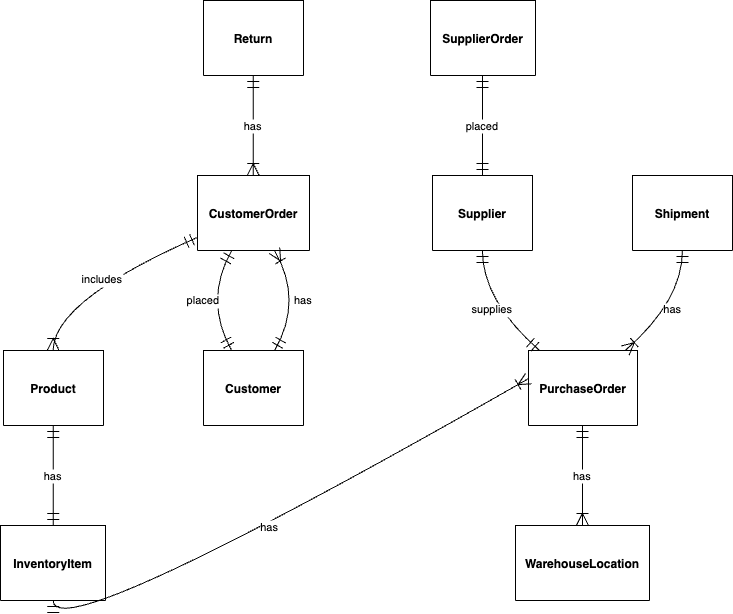 Return
SupplierOrder
has
placed
CustomerOrder
Supplier
Shipment
includes
placed
has
supplies
has
Product
Customer
PurchaseOrder
has
has
has
InventoryItem
WarehouseLocation